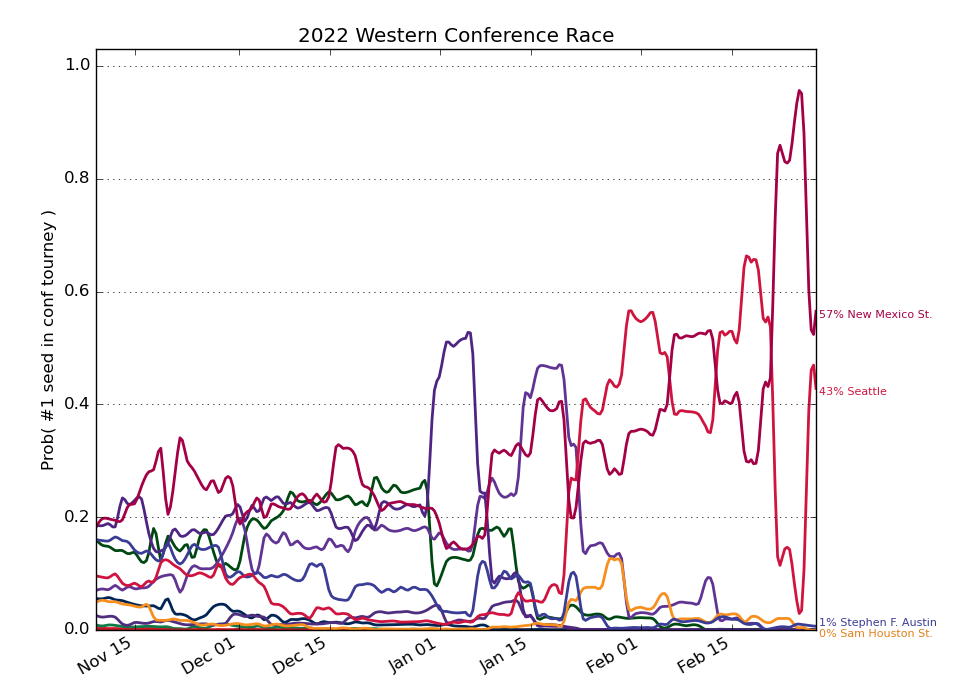 2022 Western Conference Race
Prob( #1 seed in conf tourney )
1.0
0.8
0.6
0.4
0.2
0.0
57% New Mexico St.
43% Seattle
1% Stephen F. Austin
0% Sam Houston St.
Nov 15
Dec 01
Dec 15
Jan 01
Jan 15
Feb 01
Feb 15